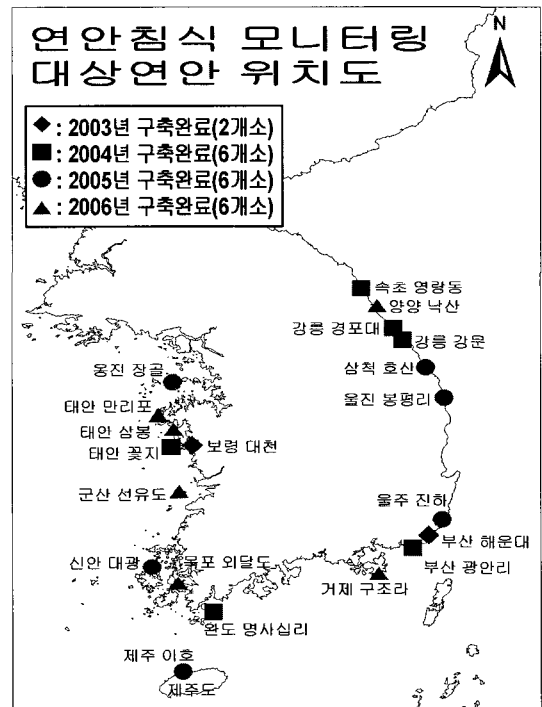 연안침식 모니터링
대상연안 위치도
N
◆ : 2003년 구축완료(2개소)
■ : 2004년 구축완료(6개소)
● : 2005년 구축완료(6개소)
▲ : 2006년 구축완료(6개소)
속초 영랑동
양양 낙산
강릉 경포대
강릉 강문
삼척 호산
옹진 장골
울진 봉평리
태안 만리포
태안 삼봉
보령 대천
태안 꽃지
군산 선유도
울주 진하
부산 해운대
신안 대광
목포 외달도
부산 광안리
거제 구조라
완도 명사십리
제주 이호
제주도